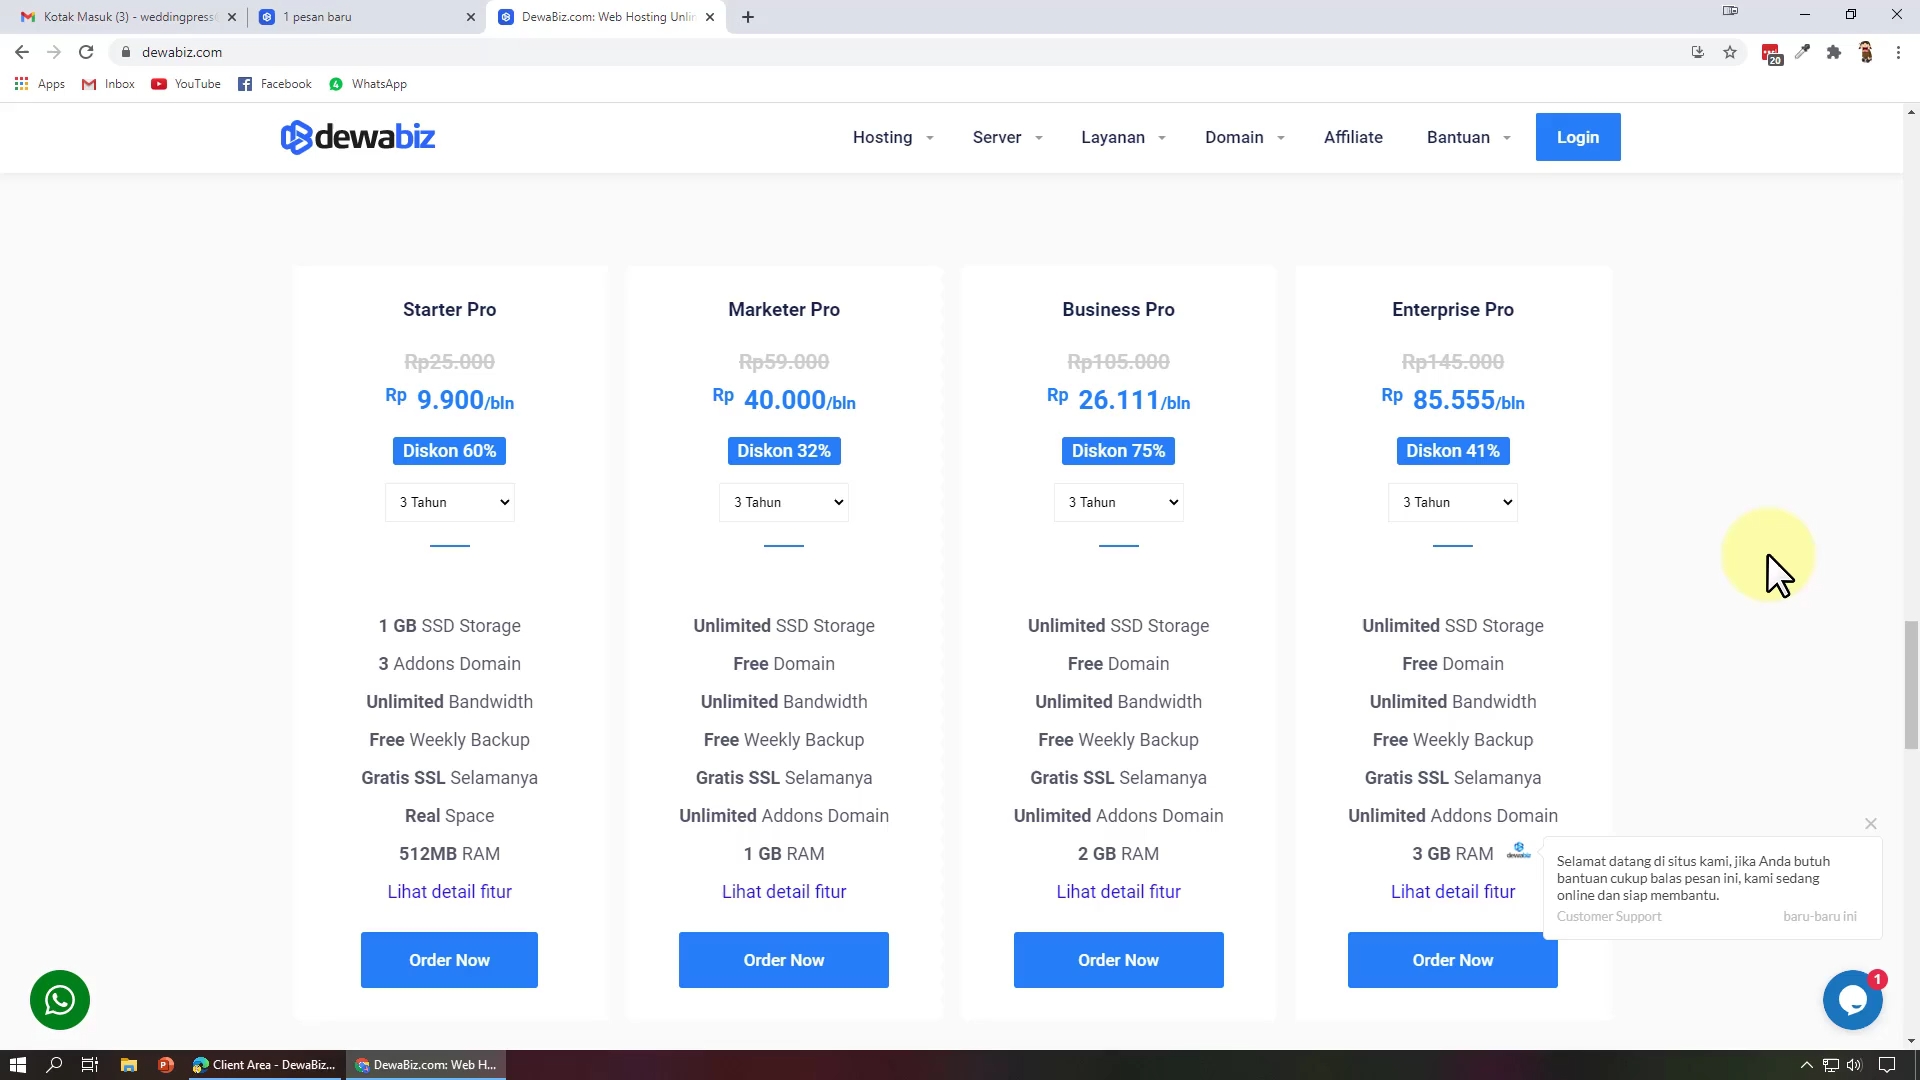 Kotak Masuk (3) - weddingpress
1 pesan baru
DewaBiz.com: Web Hosting Unli
dewabiz.com
20
Apps
Inbox
YouTube
Facebook
4
WhatsApp
dewabiz
Hosting
Server
Layanan
Domain
Affiliate
Bantuan
Login
Starter Pro
Rp25.000
Rp 9.900/bln
Diskon 60%
3 Tahun
1 GB SSD Storage
3 Addons Domain
Unlimited Bandwidth
Free Weekly Backup
Gratis SSL Selamanya
Real Space
512MB RAM
Lihat detail fitur
Order Now
Marketer Pro
Rp59.000
Rp 40.000/bln
Diskon 32%
3 Tahun
Unlimited SSD Storage
Free Domain
Unlimited Bandwidth
Free Weekly Backup
Gratis SSL Selamanya
Unlimited Addons Domain
1 GB RAM
Lihat detail fitur
Order Now
Business Pro
Rp105.000
Rp 26.111/bln
Diskon 75%
3 Tahun
Unlimited SSD Storage
Free Domain
Unlimited Bandwidth
Free Weekly Backup
Gratis SSL Selamanya
Unlimited Addons Domain
2 GB RAM
Lihat detail fitur
Order Now
Enterprise Pro
Rp145.000
Rp 85.555/bln
Diskon 41%
3 Tahun
Unlimited SSD Storage
Free Domain
Unlimited Bandwidth
Free Weekly Backup
Gratis SSL Selamanya
Unlimited Addons Domain
3 GB RAM
Lihat detail fitur
Order Now
dewabiz
Selamat datang di situs kami, jika Anda butuh
bantuan cukup balas pesan ini, kami sedang
online dan siap membantu.
Customer Support
baru-baru ini
1
Client Area - DewaBiz...
DewaBiz.com: Web H...